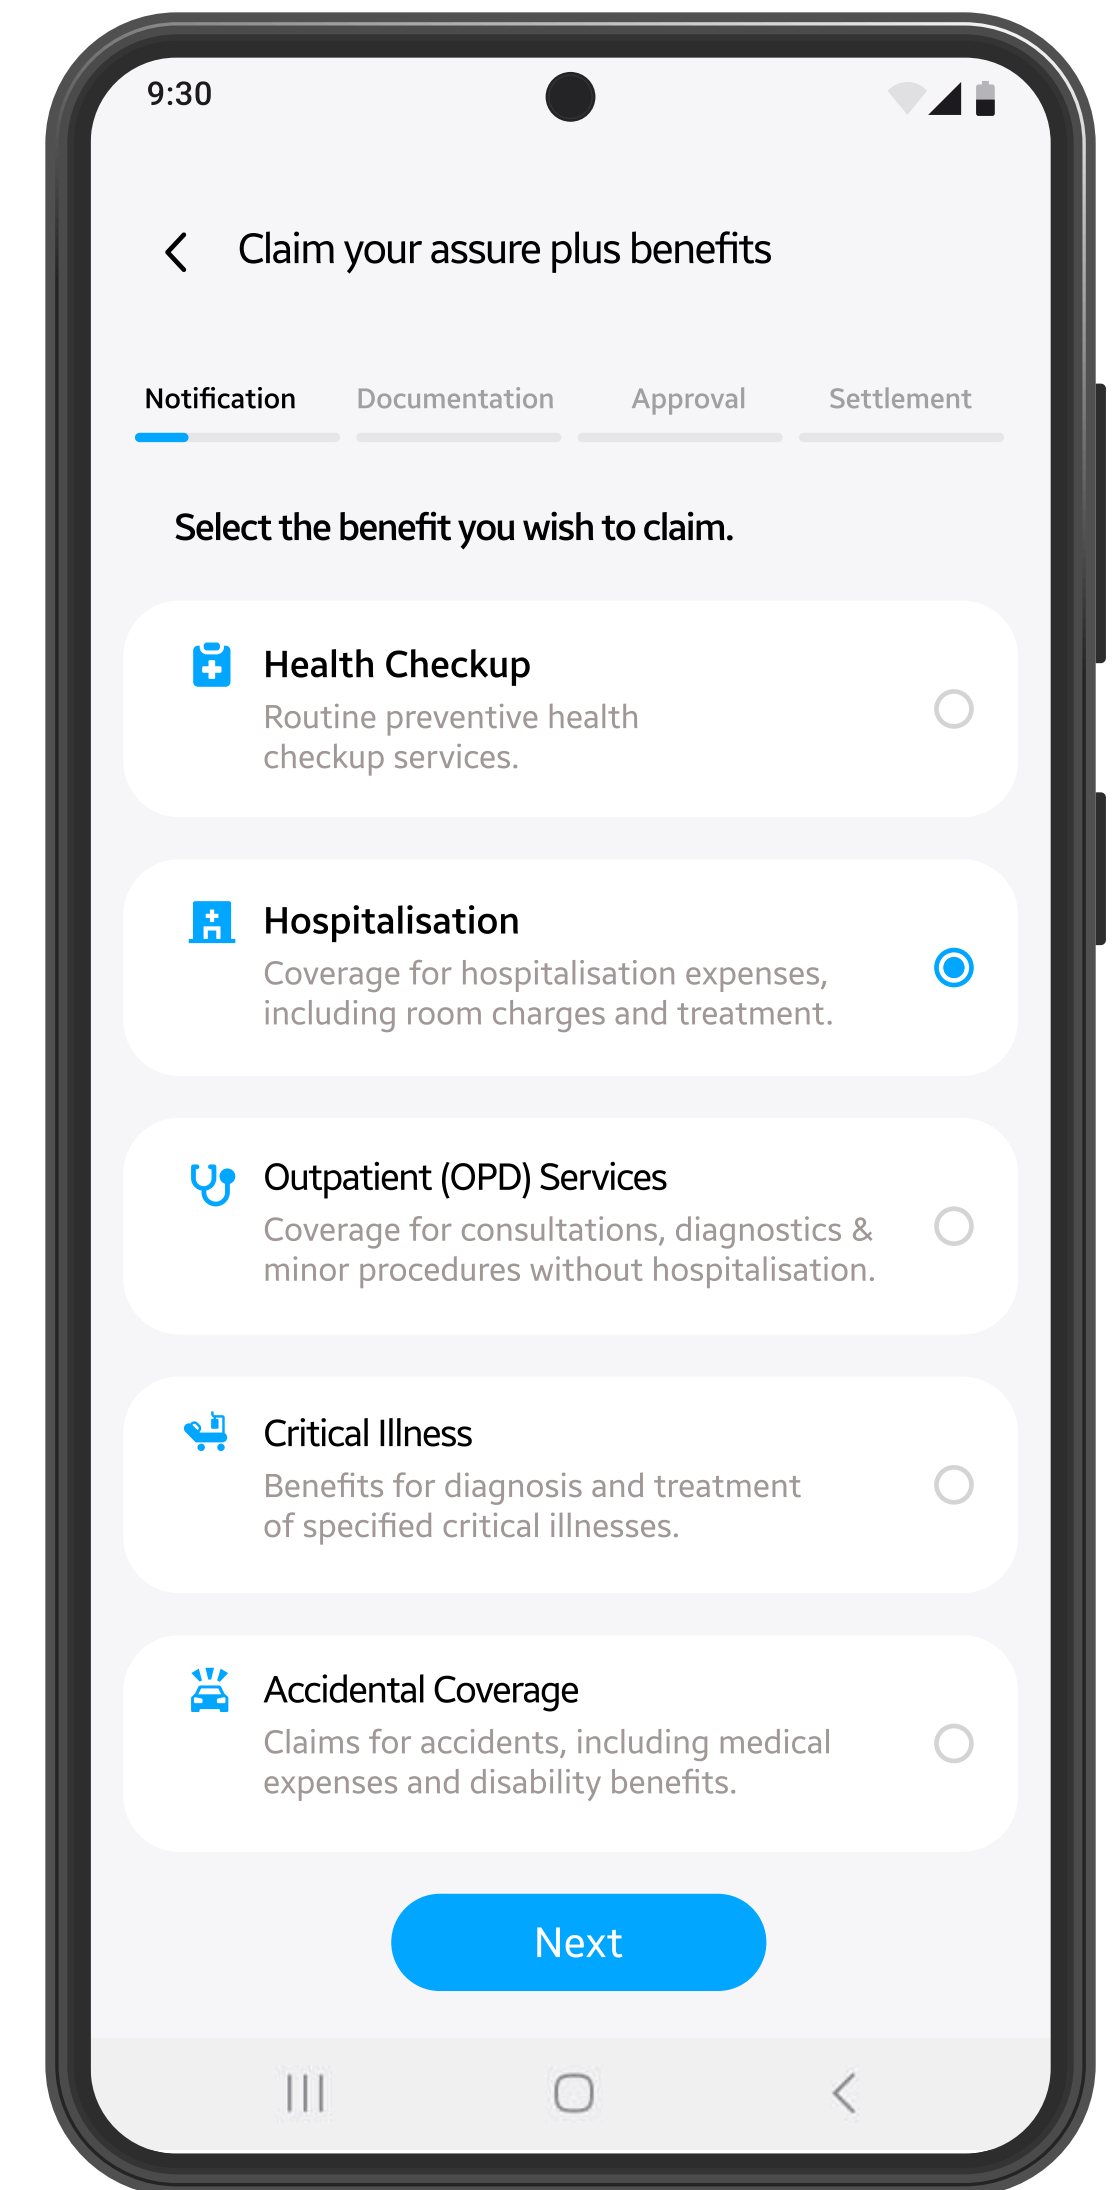 9:30
Claim your assure plus benefits
Notification Documentation Approval Settlement
Select the benefit you wish to claim.
Health Checkup
Routine preventive health
checkup services.
Hospitalisation
Coverage for hospitalisation expenses,
including room charges and treatment.
Outpatient (OPD) Services
Coverage for consultations, diagnostics &
minor procedures without hospitalisation.
Critical Illness
Benefits for diagnosis and treatment
of specified critical illnesses.
Accidental Coverage
Claims for accidents, including medical
expenses and disability benefits.
Next